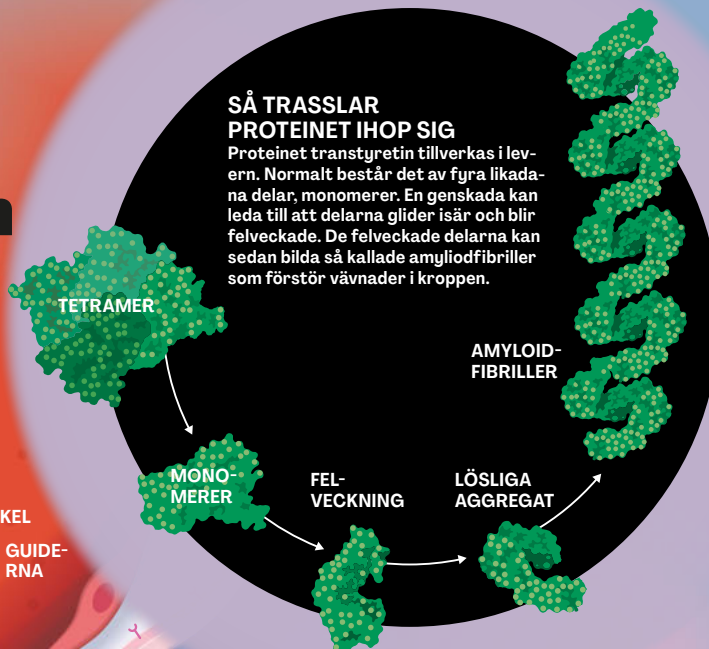 SÅ TRASSLAR
PROTEINET IHOP SIG
Proteinet transtyretin tillverkas i lev-
ern. Normalt består det av fyra likada-
na delar, monomerer. En genskada kan
leda till att delarna glider isär och blir
felveckade. De felveckade delarna kan
sedan bilda så kallade amyliodfibriller
som förstör vävnader i kroppen.
TETRAMER
AMYLOID-
FIBRILLER
MONO-
MERER
FEL-
VECKNING
LÖSLIGA
AGGREGAT
KEL
GUIDE-
RNA